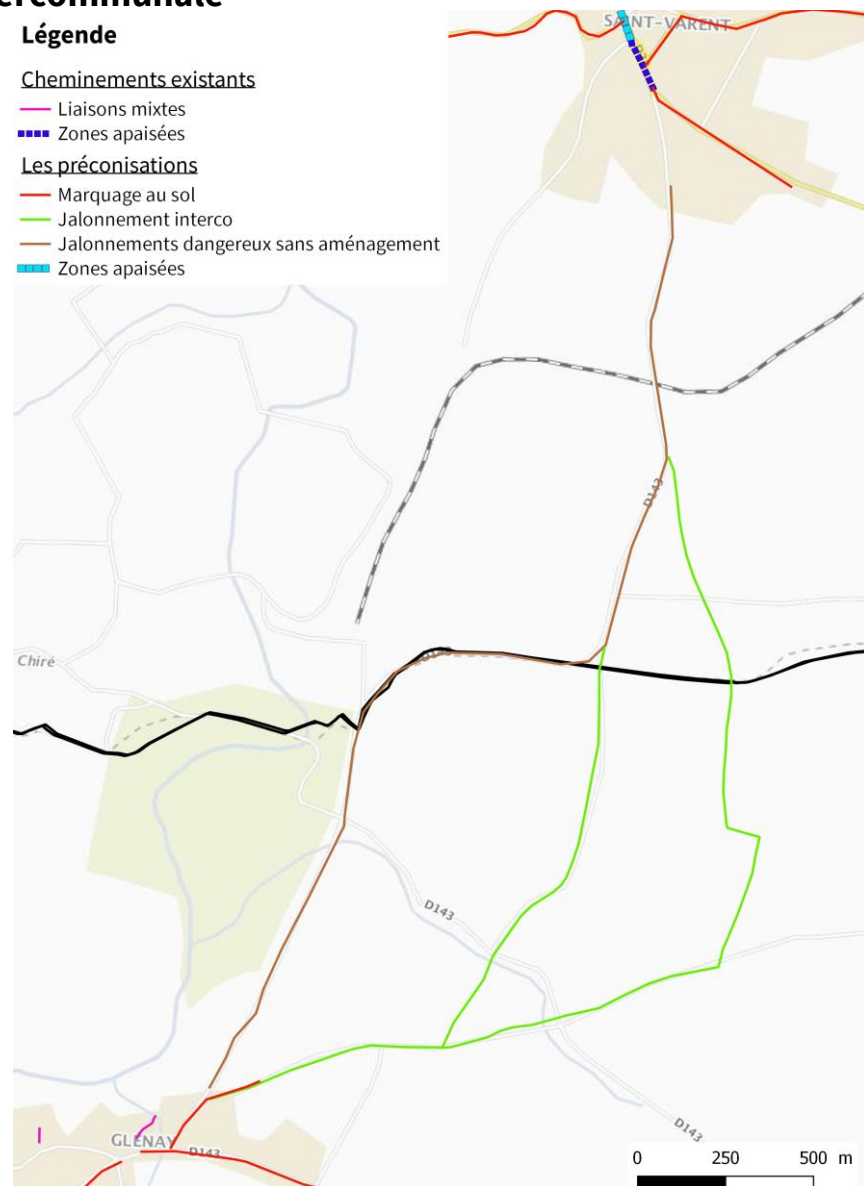 ercommunale
Légende
Cheminements existants
Liaisons mixtes
Zones apaisées
Les préconisations
Marquage au sol
Jalonnement interco
Jalonnements dangereux sans aménagement
Zones apaisées
SAINT-VARENT
D143
Chiré
D143
GLENAY
D143
D143
0 250 500 m